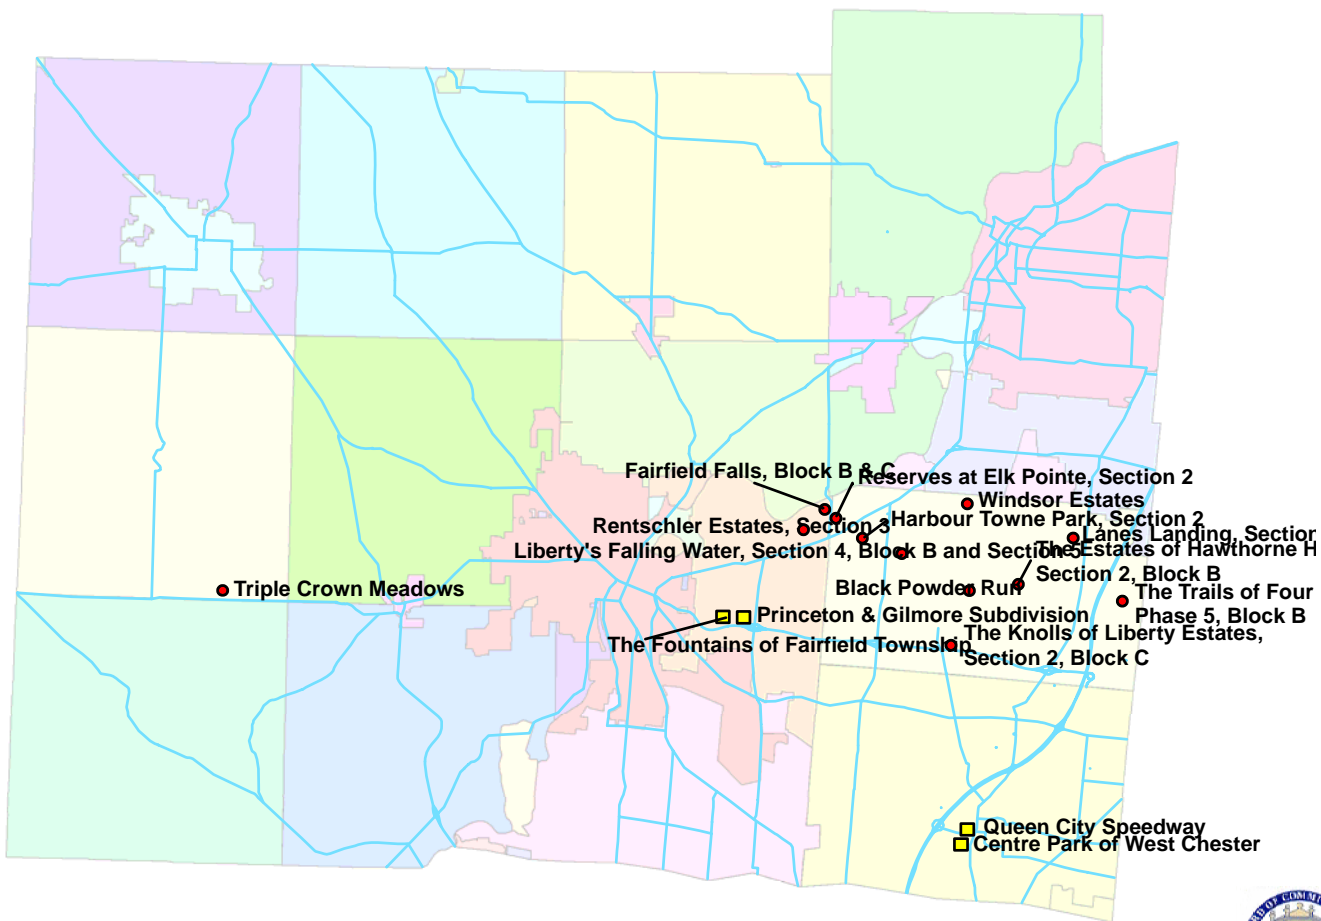 Fairfield Falls, Block B & C
Reserves at Elk Pointe, Section 2
Windsor Estates
Rentschler Estates, Section 3
Harbour Towne Park, Section 2
Lanes Landing, Section
Liberty's Falling Water, Section 4, Block B and Section 5
The Estates of Hawthorne H
Section 2, Block B
Triple Crown Meadows
Black Powder Run
The Trails of Four
Phase 5, Block B
Princeton & Gilmore Subdivision
The Fountains of Fairfield Township
The Knolls of Liberty Estates,
Section 2, Block C
Queen City Speedway
Centre Park of West Chester